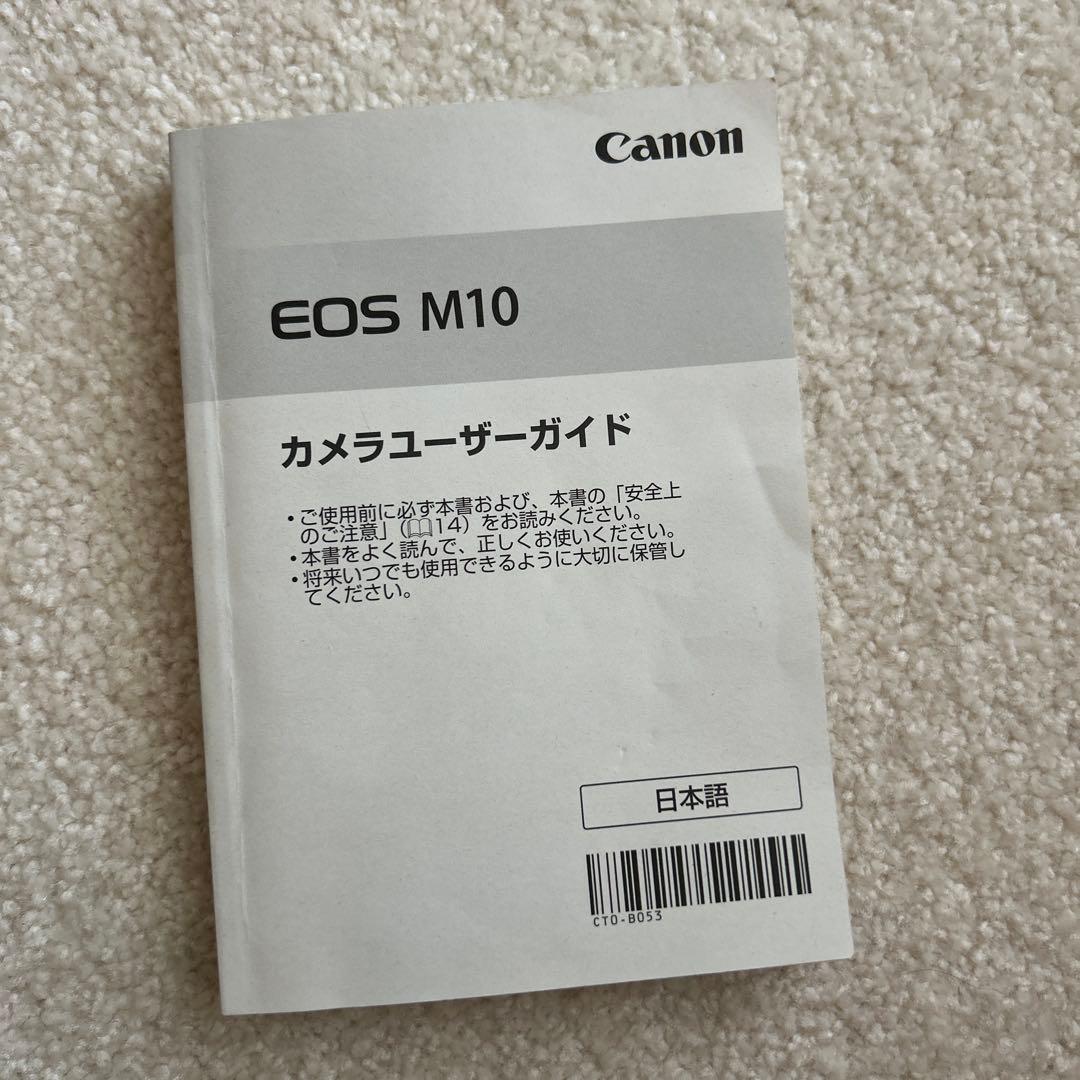 Canon
EOS M10
カメラユーザーガイド
・ご使用前に必ず本書および、本書の「安全上
のご注意」（📖14）をお読みください。
・本書をよく読んで、正しくお使いください。
・将来いつでも使用できるように大切に保管し
てください。
日本語
CT0-B053